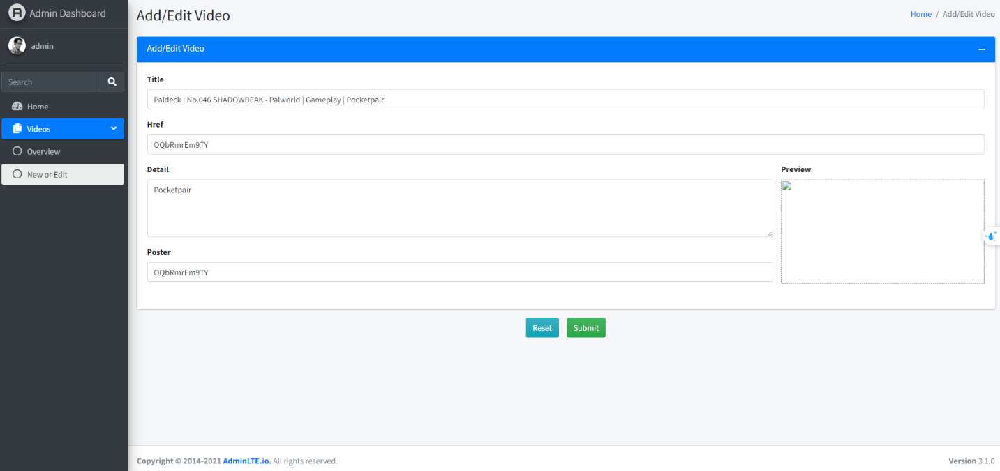 Admin Dashboard
Add/Edit Video
Home / Add/Edit Video
admin
Search
Home
Videos
Overview
New or Edit
Add/Edit Video
Title
Paldeck | No.046 SHADOWBEAK - Palworld | Gameplay | Pocketpair
Href
OQbRmrEm9TY
Detail
Preview
Pocketpair
Poster
OQbRmrEm9TY
Reset
Submit
Copyright © 2014-2021 AdminLTE.io. All rights reserved.
Version 3.1.0